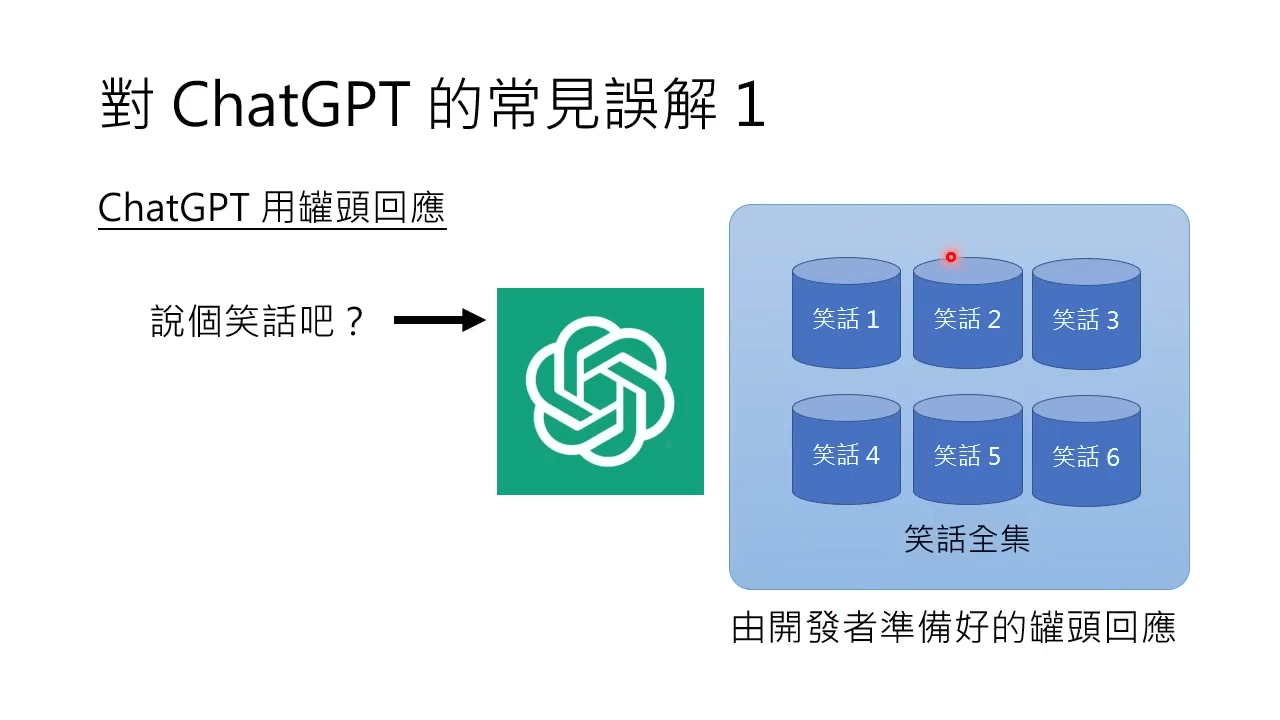 對 ChatGPT 的常見誤解 1
ChatGPT 用罐頭回應
說個笑話吧？
笑話 1
笑話 2
笑話 3
笑話 4
笑話 5
笑話 6
笑話全集
由開發者準備好的罐頭回應